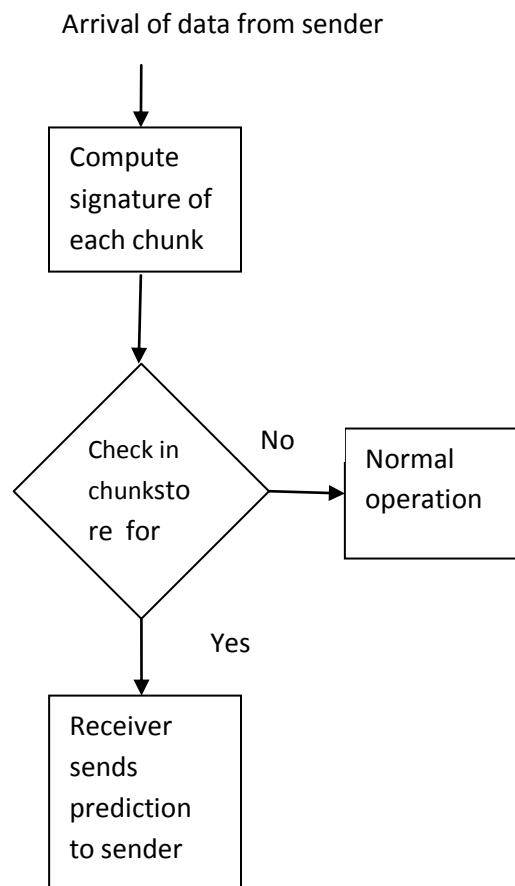 Arrival of data from sender
Compute
signature of
each chunk
Check in
chunksto
re for
No
Normal
operation
Yes
Receiver
sends
prediction
to sender